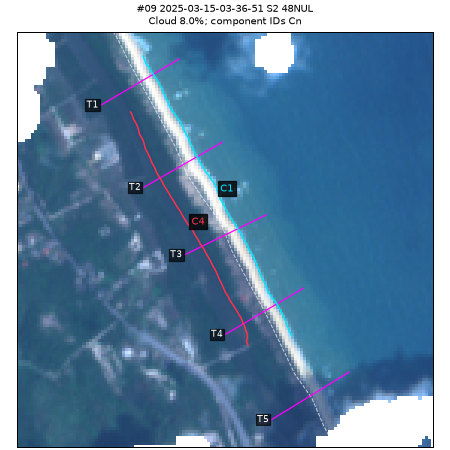 #09 2025-03-15-03-36-51 S2 48NUL
Cloud 8.0%; component IDs Cn
T1
T2
C1
C4
T3
T4
T5